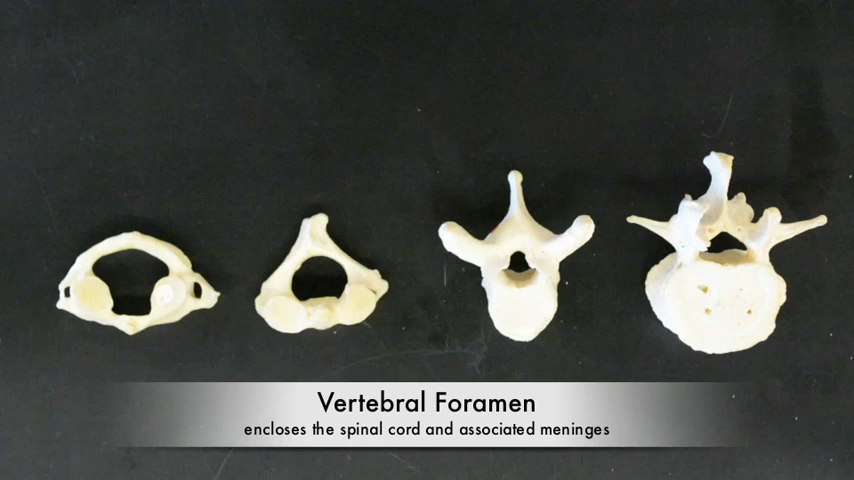 Vertebral Foramen
encloses the spinal cord and associated meninges